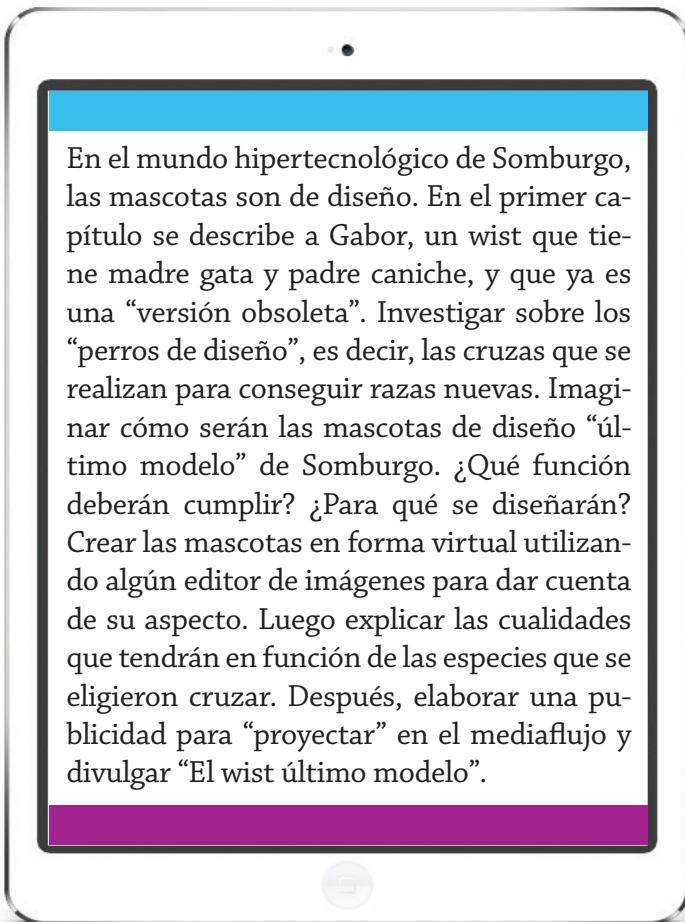 En el mundo hipertecnológico de Somburgo,
las mascotas son de diseño. En el primer ca-
pítulo se describe a Gabor, un wist que tie-
ne madre gata y padre caniche, y que ya es
una “versión obsoleta”. Investigar sobre los
“perros de diseño”, es decir, las cruzas que se
realizan para conseguir razas nuevas. Imagi-
nar cómo serán las mascotas de diseño “úl-
timo modelo” de Somburgo. ¿Qué función
deberán cumplir? ¿Para qué se diseñarán?
Crear las mascotas en forma virtual utilizan-
do algún editor de imágenes para dar cuenta
de su aspecto. Luego explicar las cualidades
que tendrán en función de las especies que se
eligieron cruzar. Después, elaborar una pu-
blicidad para “proyectar” en el mediaflujo y
divulgar “El wist último modelo”.